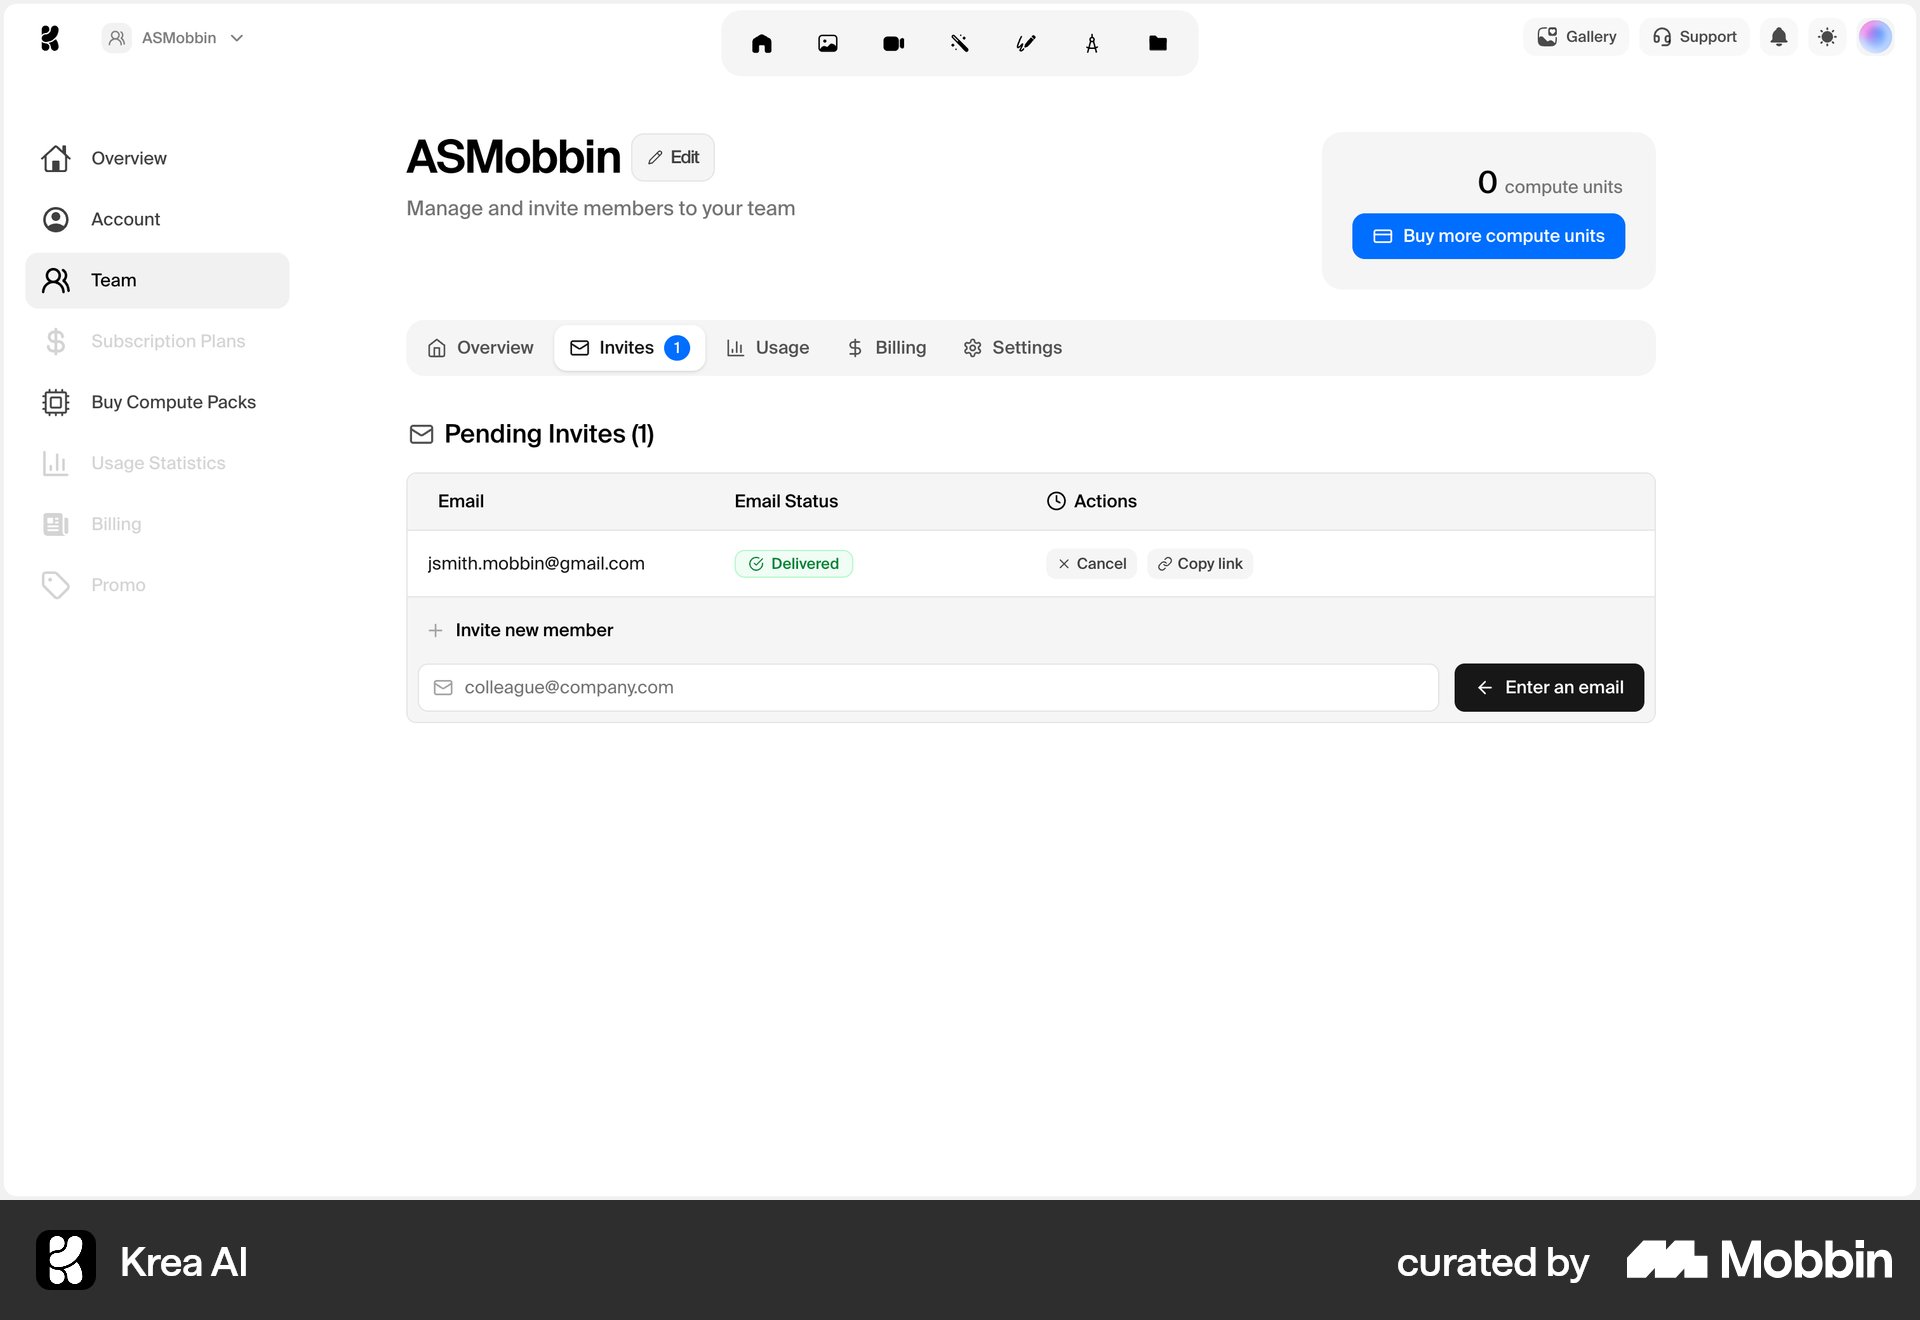 ASMobbin
Gallery
Support
Overview
Account
Team
Subscription Plans
Buy Compute Packs
Usage Statistics
Billing
Promo
ASMobbin
Edit
Manage and invite members to your team
0 compute units
Buy more compute units
Overview
Invites 1
Usage
Billing
Settings
Pending Invites (1)
Email Email Status Actions
jsmith.mobbin@gmail.com Delivered Cancel Copy link
Invite new member
colleague@company.com
Enter an email
Krea AI
curated by Mobbin